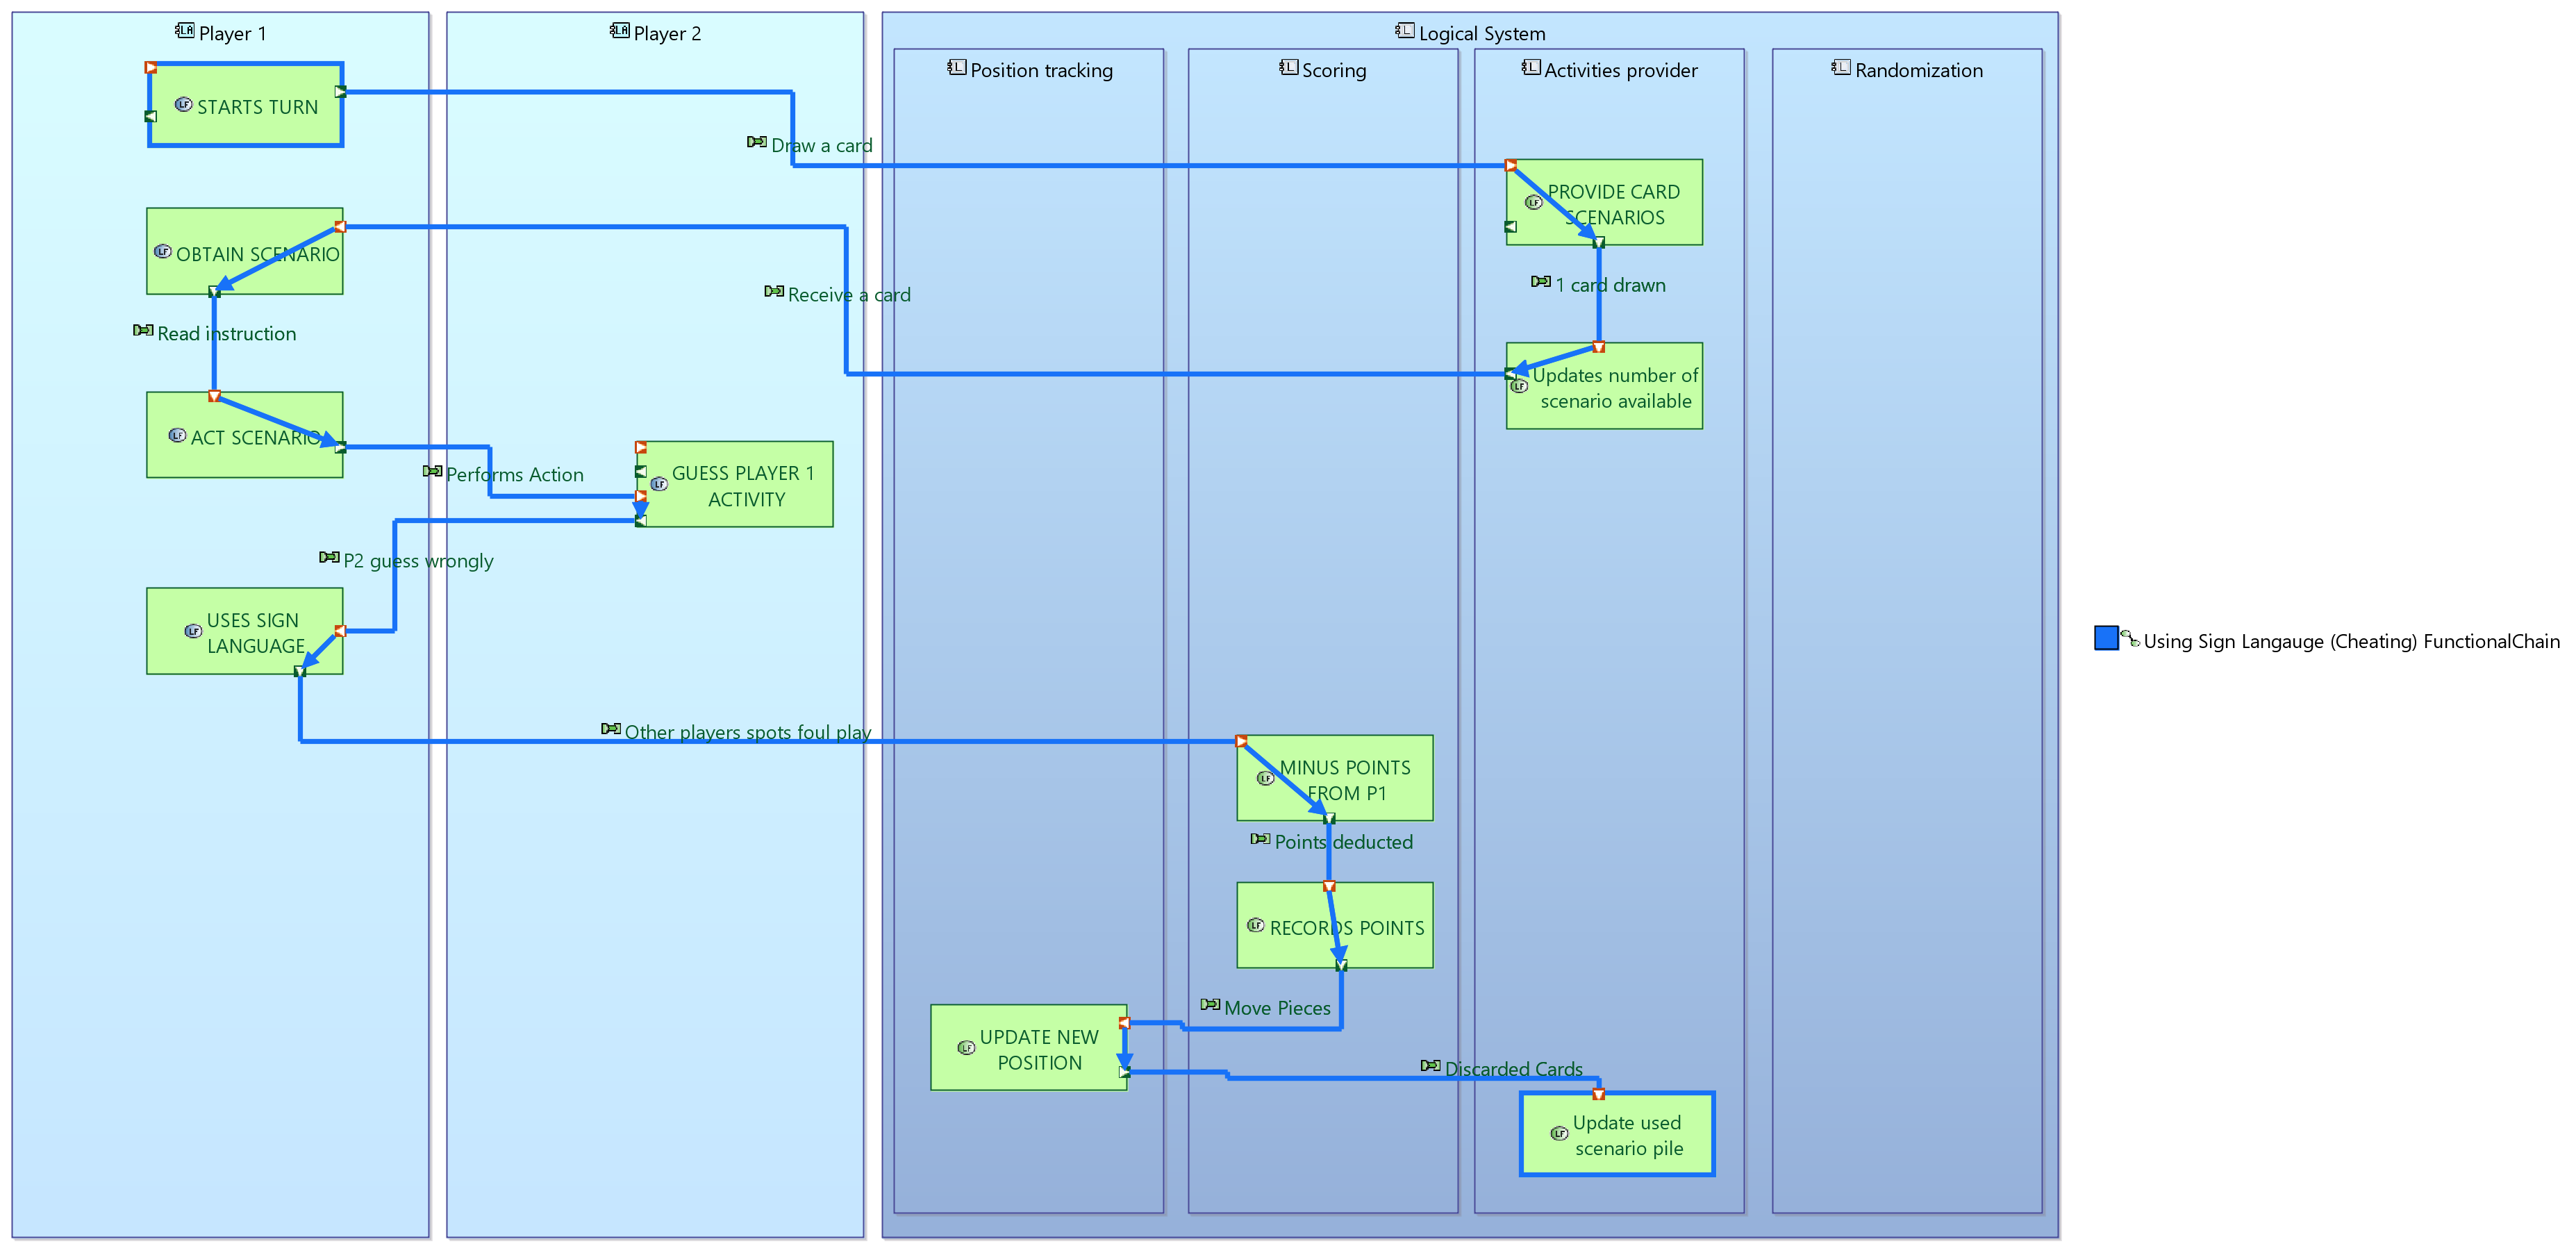 Player 1
Player 2
Logical System
Position tracking
Scoring
Activities provider
Randomization
STARTS TURN
Draw a card
PROVIDE CARD
SCENARIOS
OBTAIN SCENARIO
Receive a card
1 card drawn
Read instruction
Updates number of
scenario available
ACT SCENARIO
Performs Action
GUESS PLAYER 1
ACTIVITY
P2 guess wrongly
USES SIGN
LANGUAGE
Using Sign Langauge (Cheating) FunctionalChain
Other players spots foul play
MINUS POINTS
FROM P1
Points deducted
RECORDS POINTS
Move Pieces
UPDATE NEW
POSITION
Discarded Cards
Update used
scenario pile